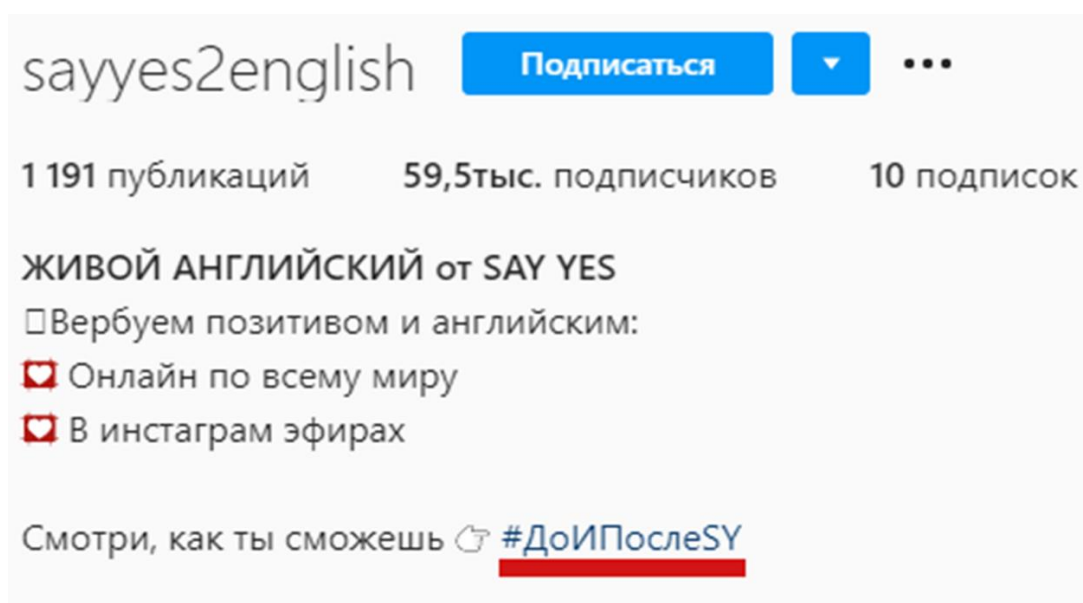 sayyes2english Подписаться
1 191 публикаций 59,5тыс. подписчиков 10 подписок
ЖИВОЙ АНГЛИЙСКИЙ от SAY YES
Вербуем позитивом и английским:
Онлайн по всему миру
В инстаграм эфирах
Смотри, как ты сможешь 👉 #ДоИПослеSY